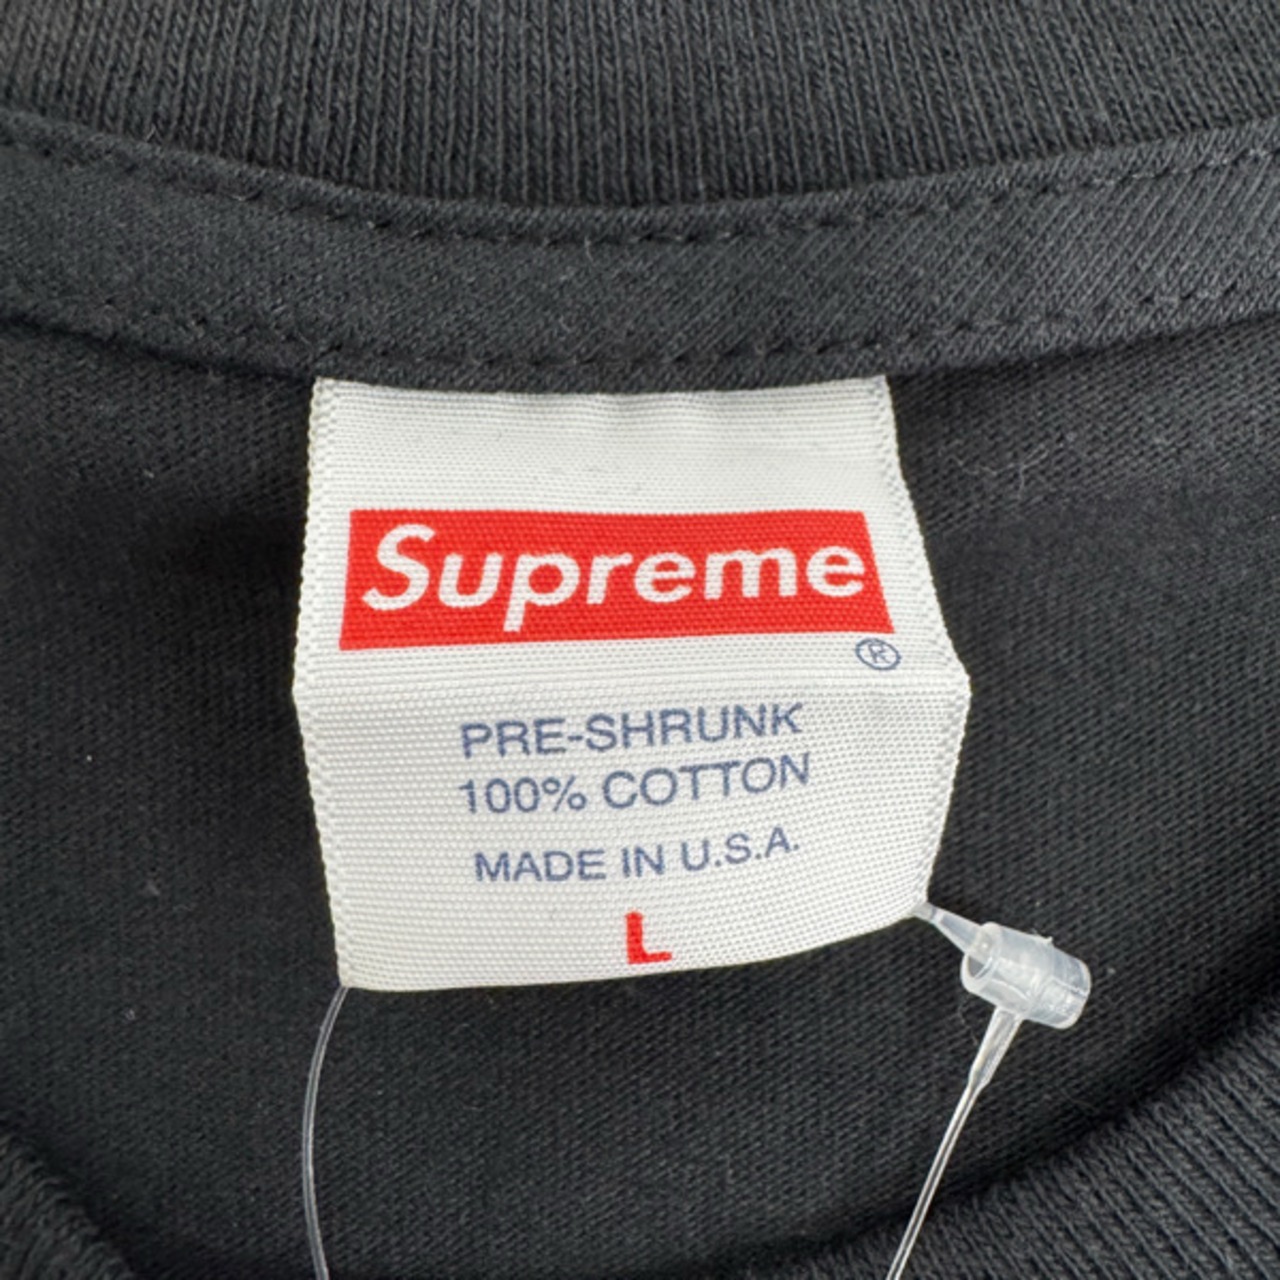 Supreme
®
PRE-SHRUNK
100% COTTON
MADE IN U.S.A.
L